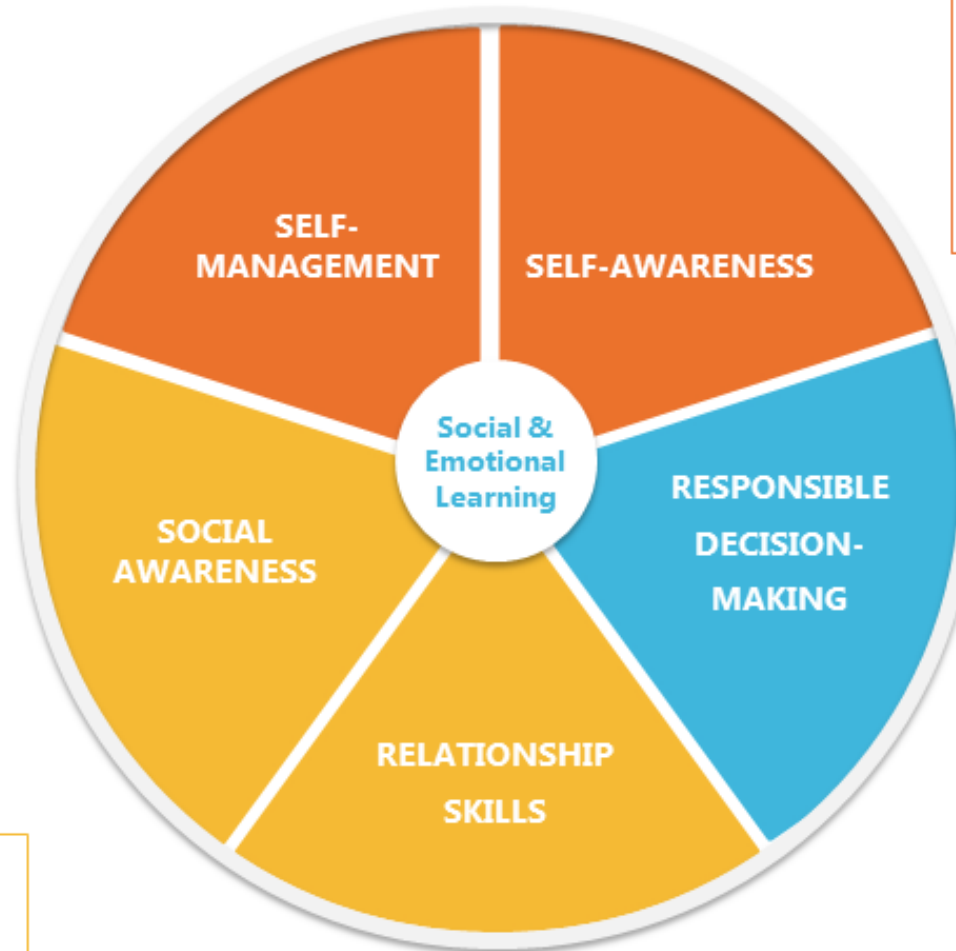 SELF-
MANAGEMENT
SELF-AWARENESS
Social &
Emotional
Learning
RESPONSIBLE
DECISION-
MAKING
SOCIAL
AWARENESS
RELATIONSHIP
SKILLS